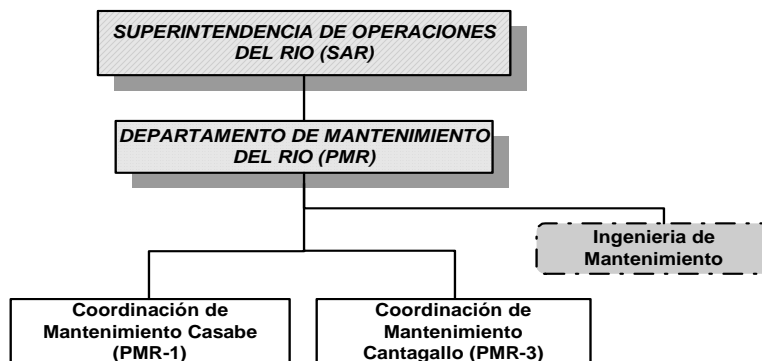 SUPERINTENDENCIA DE OPERACIONES
DEL RIO (SAR)
DEPARTAMENTO DE MANTENIMIENTO
DEL RIO (PMR)
Ingenieria de
Mantenimiento
Coordinación de
Mantenimiento Casabe
(PMR-1)
Coordinación de
Mantenimiento
Cantagallo (PMR-3)